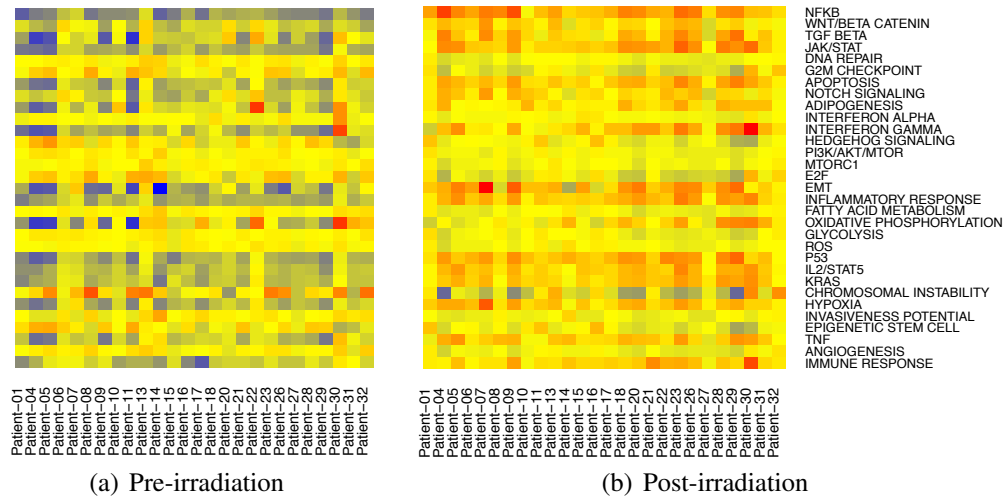 NFKB
WNT/BETA CATENIN
TGF BETA
JAK/STAT
DNA REPAIR
G2M CHECKPOINT
APOPTOSIS
NOTCH SIGNALING
ADIPOGENESIS
INTERFERON ALPHA
INTERFERON GAMMA
HEDGEHOG SIGNALING
PI3K/AKT/MTOR
MTORC1
E2F
EMT
INFLAMMATORY RESPONSE
FATTY ACID METABOLISM
OXIDATIVE PHOSPHORYLATION
GLYCOLYSIS
ROS
P53
IL2/STAT5
KRAS
CHROMOSOMAL INSTABILITY
HYPOXIA
INVASIVENESS POTENTIAL
EPIGENETIC STEM CELL
TNF
ANGIOGENESIS
IMMUNE RESPONSE
Patient-01
Patient-04
Patient-05
Patient-06
Patient-07
Patient-08
Patient-09
Patient-10
Patient-11
Patient-13
Patient-14
Patient-15
Patient-16
Patient-17
Patient-18
Patient-20
Patient-21
Patient-22
Patient-23
Patient-26
Patient-27
Patient-28
Patient-29
Patient-30
Patient-31
Patient-32
Patient-01
Patient-04
Patient-05
Patient-06
Patient-07
Patient-08
Patient-09
Patient-10
Patient-11
Patient-13
Patient-14
Patient-15
Patient-16
Patient-17
Patient-18
Patient-20
Patient-21
Patient-22
Patient-23
Patient-26
Patient-27
Patient-28
Patient-29
Patient-30
Patient-31
Patient-32
(a) Pre-irradiation
(b) Post-irradiation